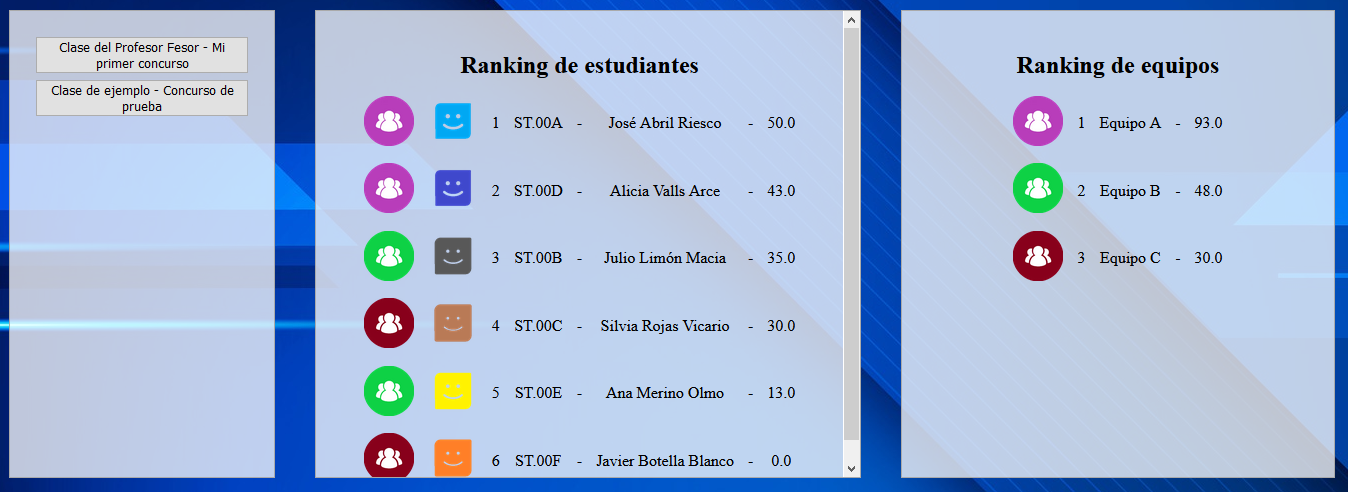 Clase del Profesor Fesor - Mi
primer concurso
Clase de ejemplo - Concurso de
prueba
Ranking de estudiantes
1 ST.00A - José Abril Riesco - 50.0
2 ST.00D - Alicia Valls Arce - 43.0
3 ST.00B - Julio Limón Macia - 35.0
4 ST.00C - Silvia Rojas Vicario - 30.0
5 ST.00E - Ana Merino Olmo - 13.0
6 ST.00F - Javier Botella Blanco - 0.0
Ranking de equipos
1 Equipo A - 93.0
2 Equipo B - 48.0
3 Equipo C - 30.0